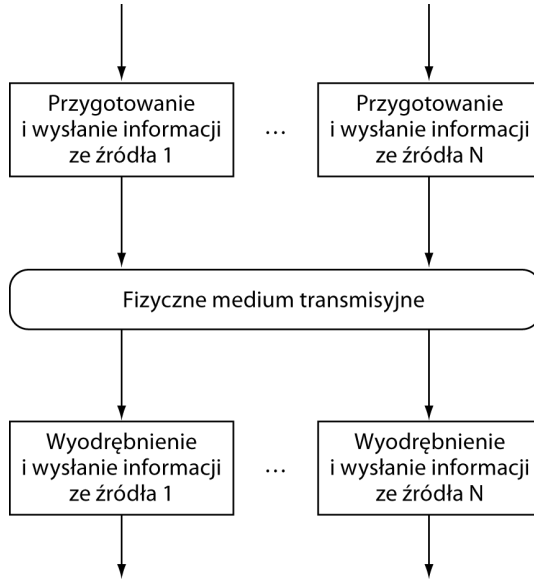 Przygotowanie
i wysłanie informacji
ze źródła 1
...
Przygotowanie
i wysłanie informacji
ze źródła N
Fizyczne medium transmisyjne
Wyodrębnienie
i wysłanie informacji
ze źródła 1
...
Wyodrębnienie
i wysłanie informacji
ze źródła N